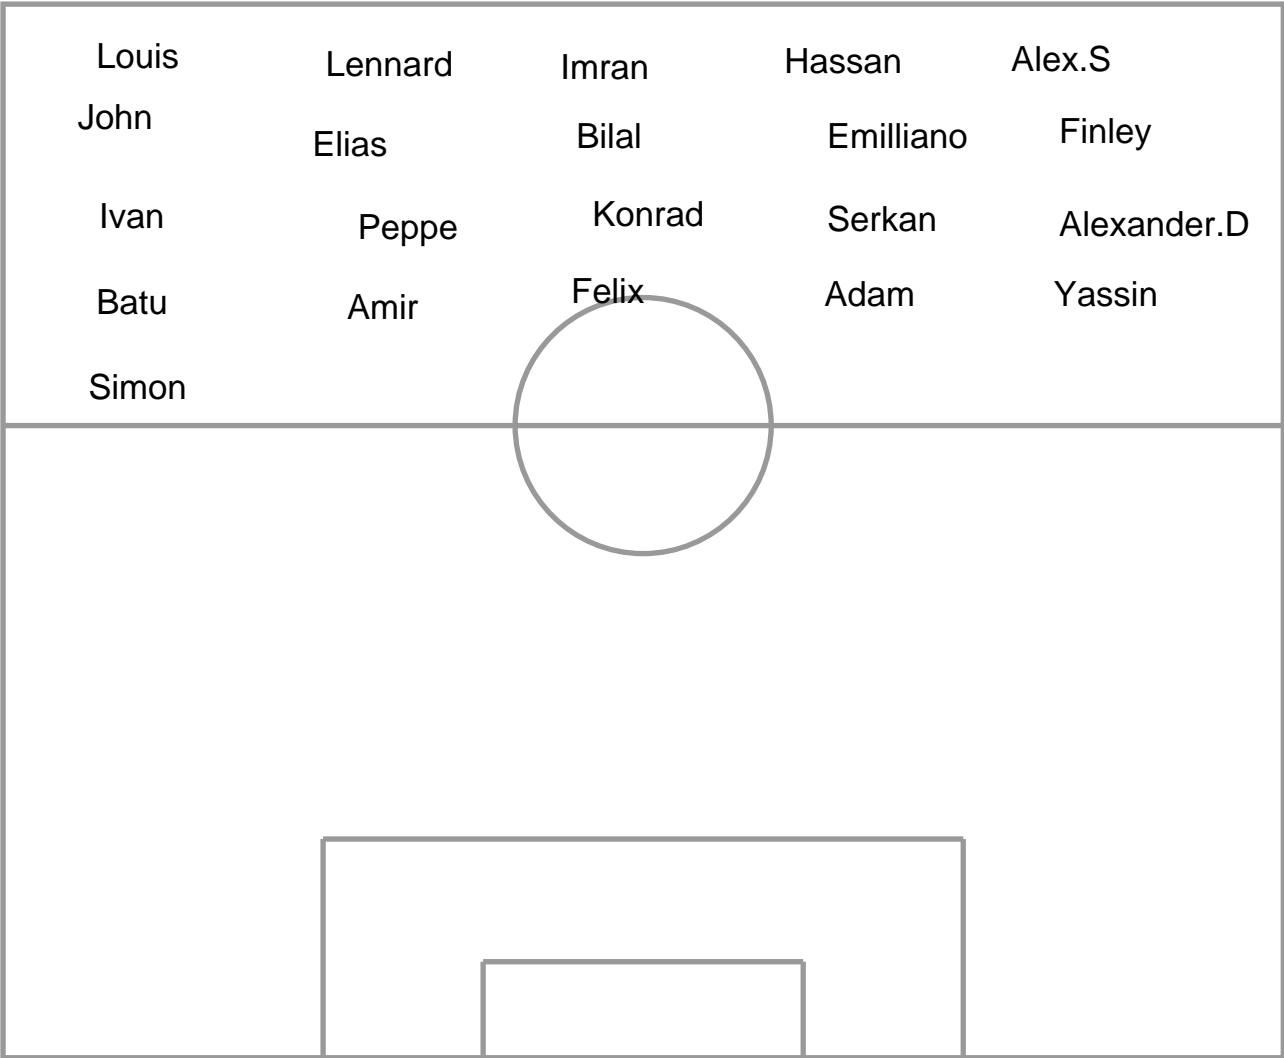 Louis Lennard Imran Hassan Alex.S
John Elias Bilal Emilliano Finley
Ivan Peppe Konrad Serkan Alexander.D
Batu Amir Felix Adam Yassin
Simon